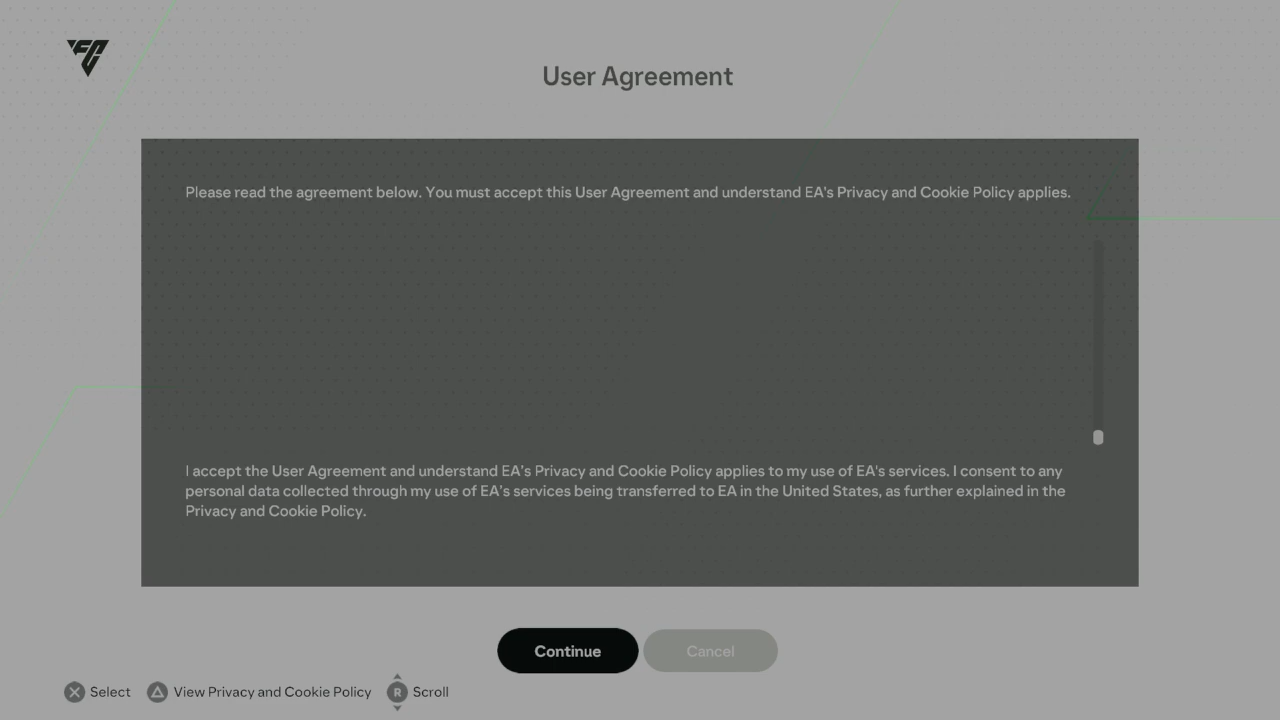 FC
User Agreement
Please read the agreement below. You must accept this User Agreement and understand EA's Privacy and Cookie Policy applies.
I accept the User Agreement and understand EA's Privacy and Cookie Policy applies to my use of EA's services. I consent to any
personal data collected through my use of EA's services being transferred to EA in the United States, as further explained in the
Privacy and Cookie Policy.
Continue
Cancel
Select
View Privacy and Cookie Policy
R
Scroll